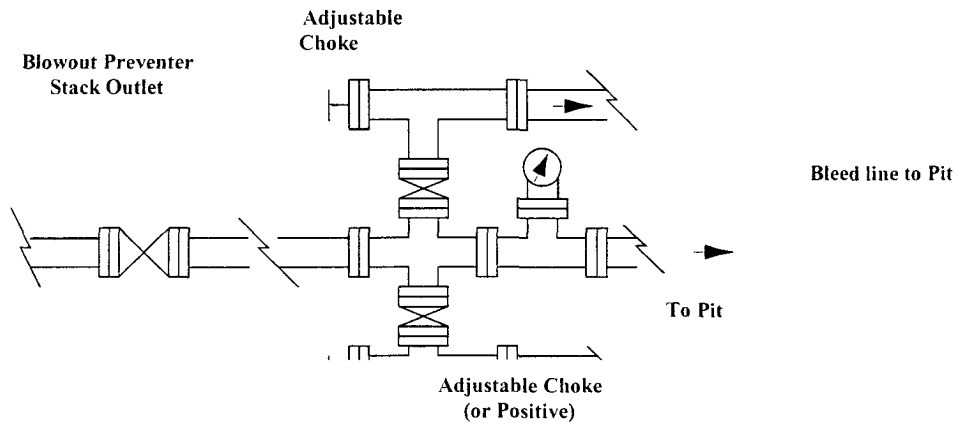 Adjustable
Choke
Blowout Preventer
Stack Outlet
Bleed line to Pit
To Pit
Adjustable Choke
(or Positive)